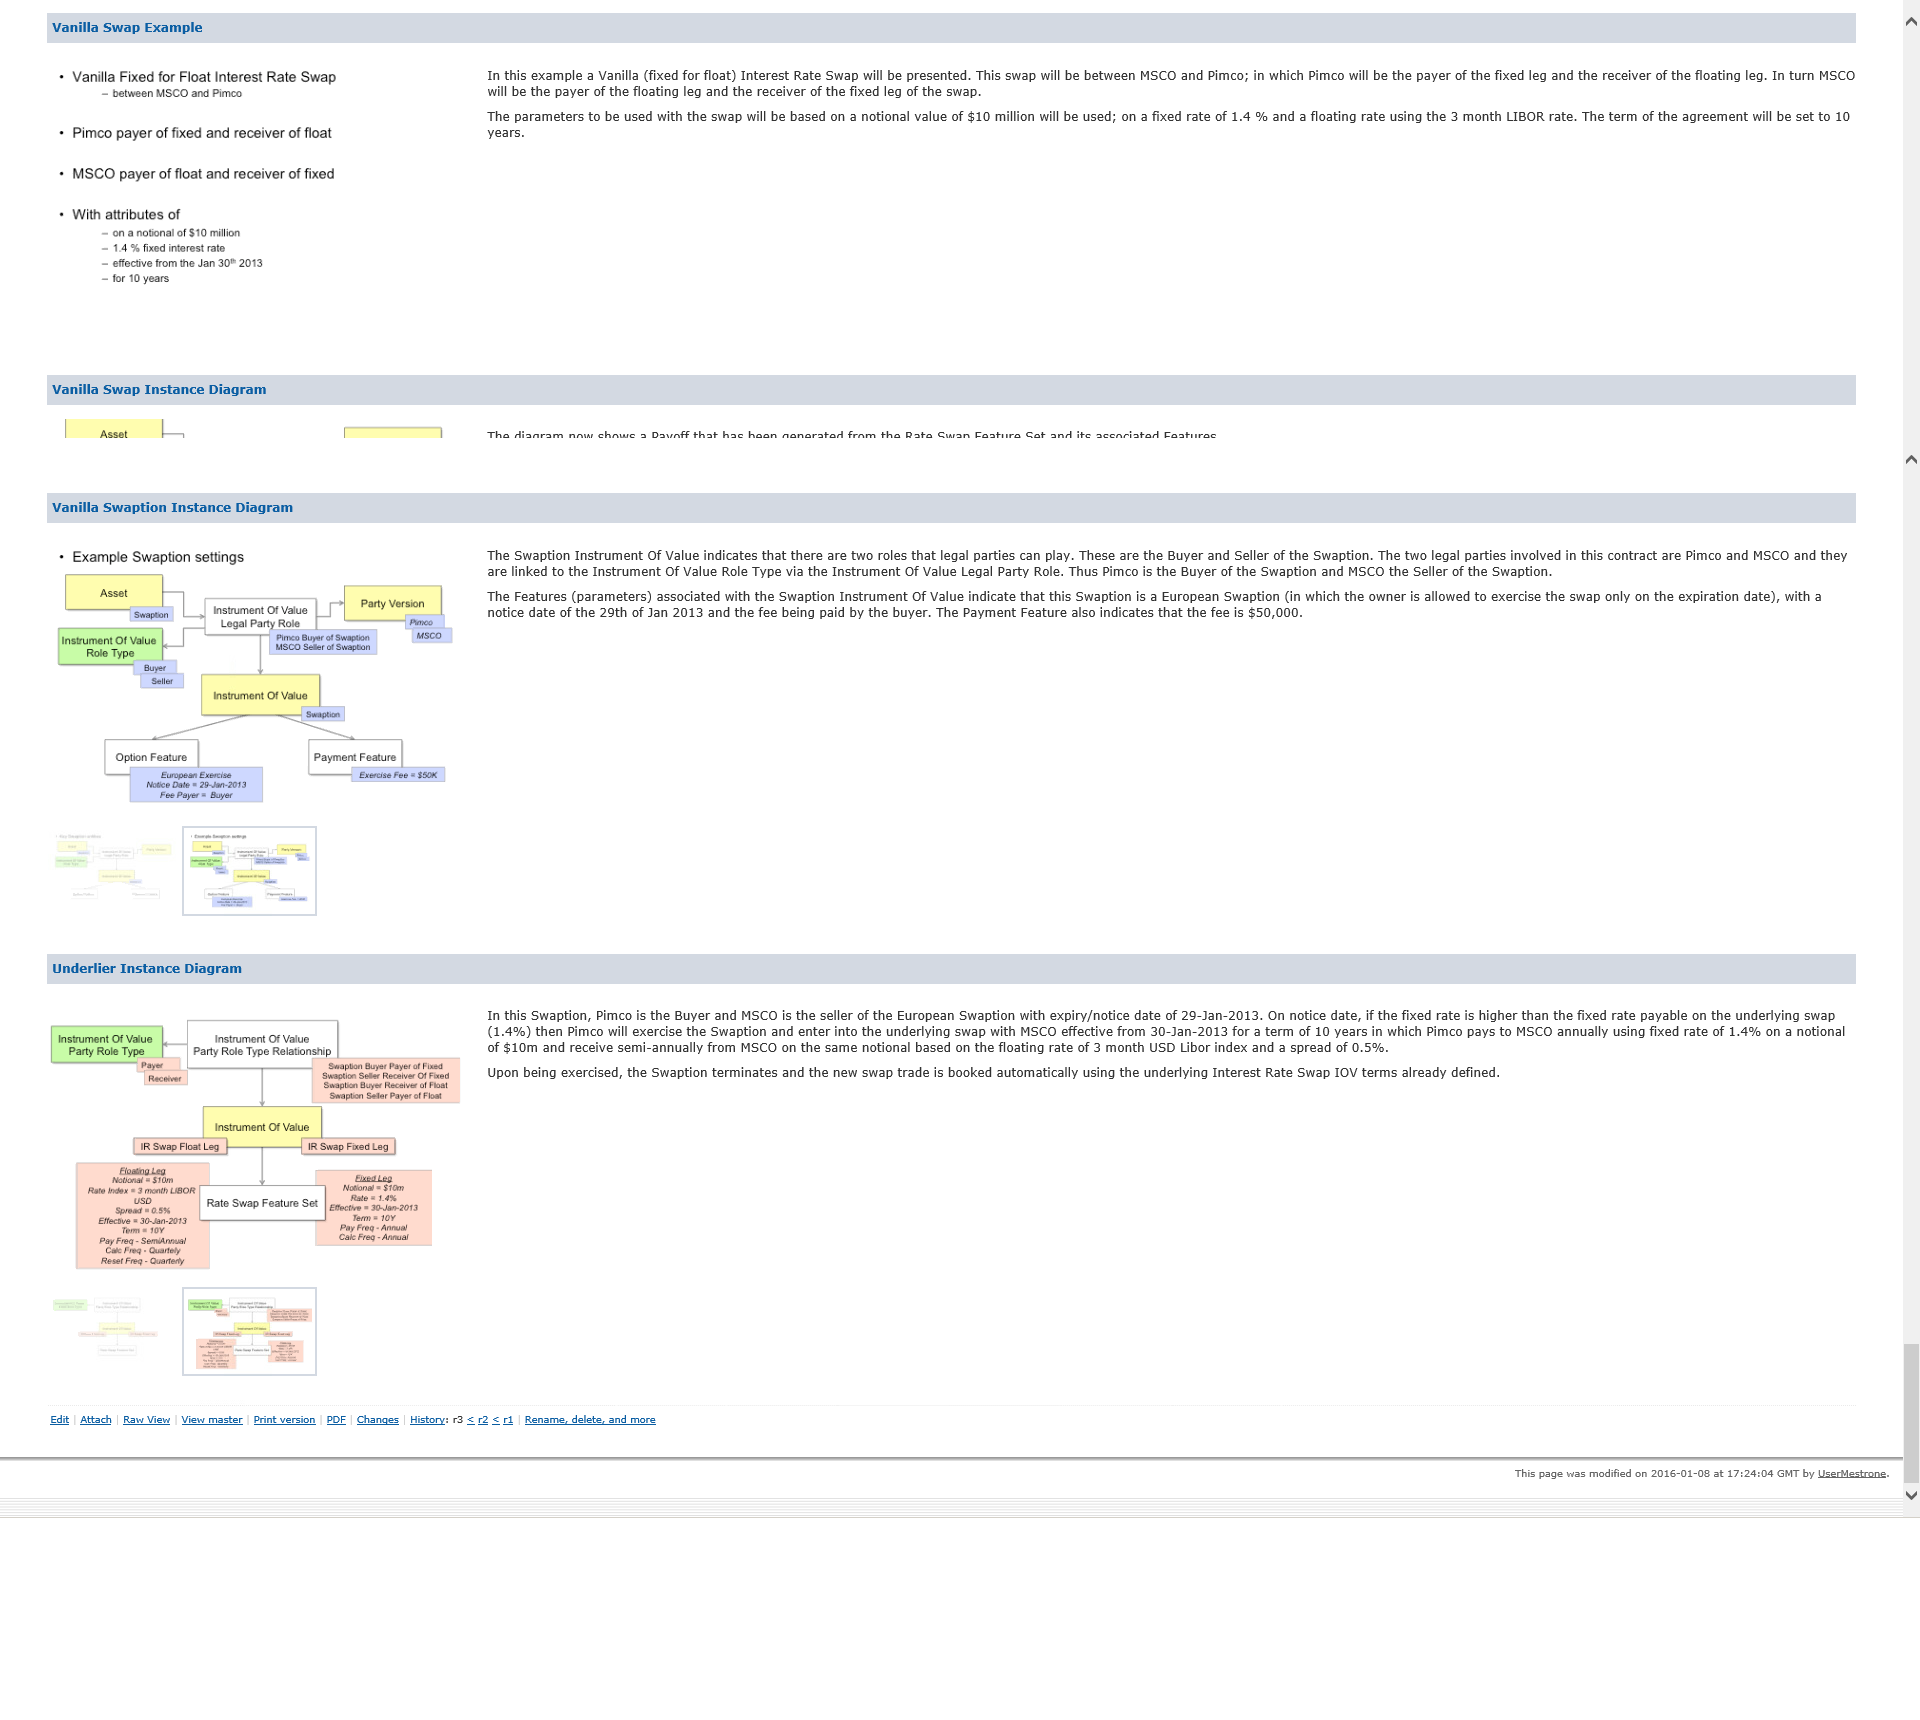 Vanilla Swap Example
• Vanilla Fixed for Float Interest Rate Swap
– between MSCO and Pimco
• Pimco payer of fixed and receiver of float
• MSCO payer of float and receiver of fixed
• With attributes of
– on a notional of $10 million
– 1.4 % fixed interest rate
– effective from the Jan 30th 2013
– for 10 years
In this example a Vanilla (fixed for float) Interest Rate Swap will be presented. This swap will be between MSCO and Pimco; in which Pimco will be the payer of the fixed leg and the receiver of the floating leg. In turn MSCO
will be the payer of the floating leg and the receiver of the fixed leg of the swap.
The parameters to be used with the swap will be based on a notional value of $10 million will be used; on a fixed rate of 1.4 % and a floating rate using the 3 month LIBOR rate. The term of the agreement will be set to 10
years.
Vanilla Swap Instance Diagram
Asset
The diagram now shows a Payoff that has been generated from the Rate Swap Feature Set and its associated Features
Vanilla Swaption Instance Diagram
• Example Swaption settings
Asset
Swaption
Instrument Of Value
Legal Party Role
Pimco Buyer of Swaption
MSCO Seller of Swaption
Party Version
Pimco
MSCO
Instrument Of Value
Role Type
Buyer
Seller
Instrument Of Value
Swaption
Option Feature
European Exercise
Notice Date = 29-Jan-2013
Fee Payer = Buyer
Payment Feature
Exercise Fee = $50K
The Swaption Instrument Of Value indicates that there are two roles that legal parties can play. These are the Buyer and Seller of the Swaption. The two legal parties involved in this contract are Pimco and MSCO and they
are linked to the Instrument Of Value Role Type via the Instrument Of Value Legal Party Role. Thus Pimco is the Buyer of the Swaption and MSCO the Seller of the Swaption.
The Features (parameters) associated with the Swaption Instrument Of Value indicate that this Swaption is a European Swaption (in which the owner is allowed to exercise the swap only on the expiration date), with a
notice date of the 29th of Jan 2013 and the fee being paid by the buyer. The Payment Feature also indicates that the fee is $50,000.
Underlier Instance Diagram
Instrument Of Value
Party Role Type
Payer
Receiver
Instrument Of Value
Party Role Type Relationship
Swaption Buyer Payer of Fixed
Swaption Seller Receiver Of Fixed
Swaption Buyer Receiver of Float
Swaption Seller Payer of Float
Instrument Of Value
IR Swap Float Leg
IR Swap Fixed Leg
Floating Leg
Notional = $10m
Rate Index = 3 month LIBOR
USD
Spread = 0.5%
Effective = 30-Jan-2013
Term = 10Y
Pay Freq - SemiAnnual
Calc Freq - Quartely
Reset Freq - Quarterly
Rate Swap Feature Set
Fixed Leg
Notional = $10m
Rate = 1.4%
Effective = 30-Jan-2013
Term = 10Y
Pay Freq - Annual
Calc Freq - Annual
In this Swaption, Pimco is the Buyer and MSCO is the seller of the European Swaption with expiry/notice date of 29-Jan-2013. On notice date, if the fixed rate is higher than the fixed rate payable on the underlying swap
(1.4%) then Pimco will exercise the Swaption and enter into the underlying swap with MSCO effective from 30-Jan-2013 for a term of 10 years in which Pimco pays to MSCO annually using fixed rate of 1.4% on a notional
of $10m and receive semi-annually from MSCO on the same notional based on the floating rate of 3 month USD Libor index and a spread of 0.5%.
Upon being exercised, the Swaption terminates and the new swap trade is booked automatically using the underlying Interest Rate Swap IOV terms already defined.
Edit | Attach | Raw View | View master | Print version | PDF | Changes | History: r3 < r2 < r1 | Rename, delete, and more
This page was modified on 2016-01-08 at 17:24:04 GMT by UserMestrone.